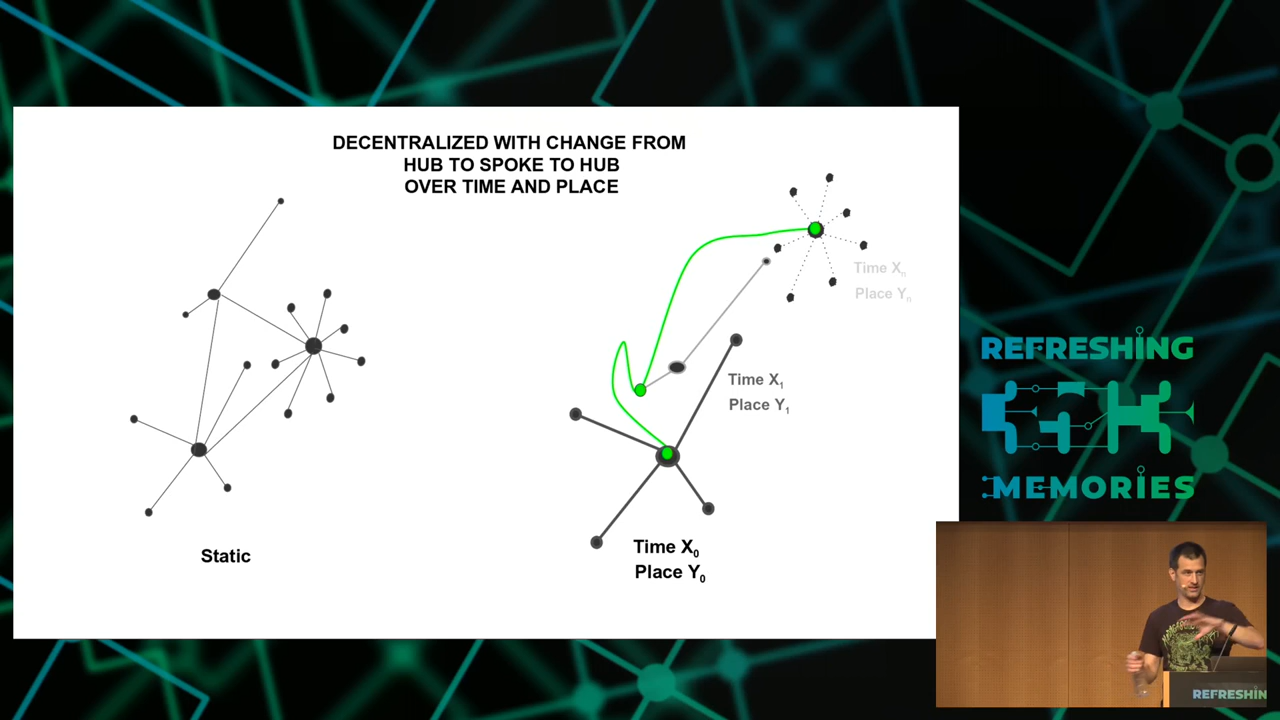 DECENTRALIZED WITH CHANGE FROM
HUB TO SPOKE TO HUB
OVER TIME AND PLACE
Time Xn
Place Yn
Time X1
Place Y1
Static
Time X0
Place Y0
REFRESHING
MEMORIES
REFRESHIN